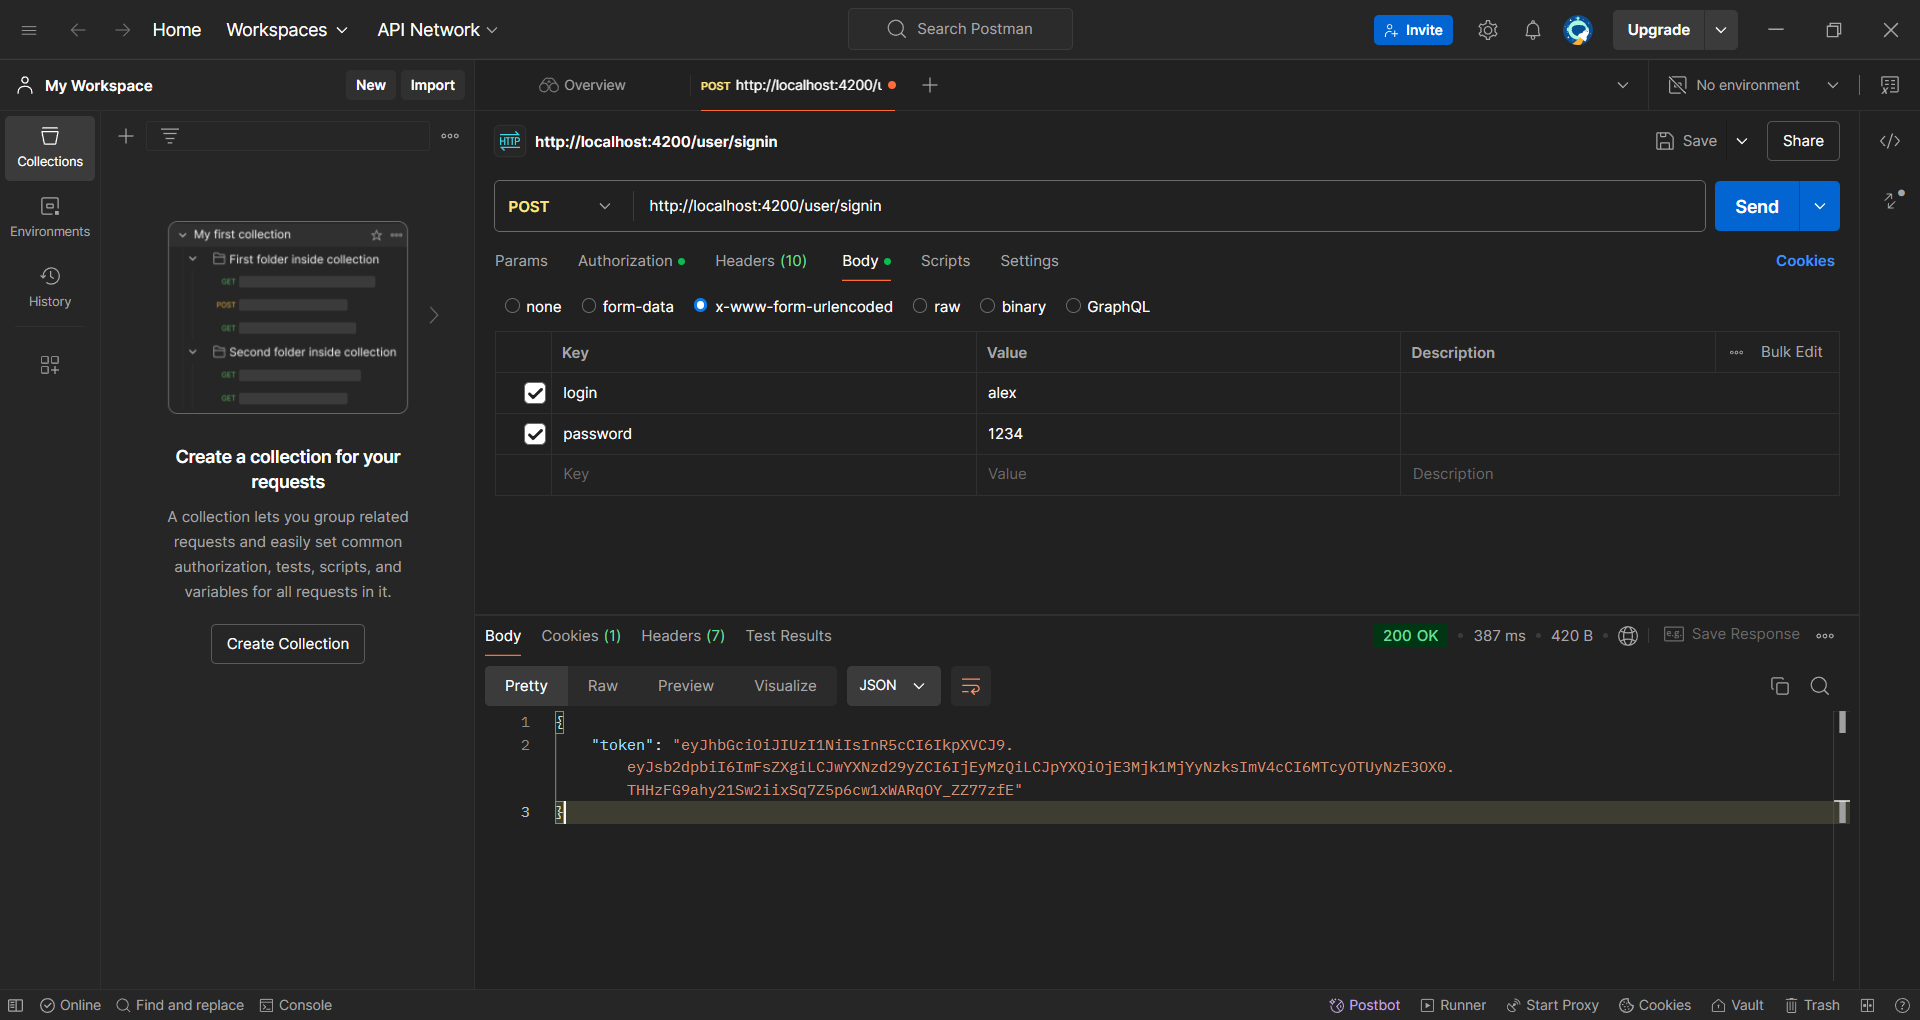 Home
Workspaces
API Network
Search Postman
Invite
Upgrade
My Workspace
New
Import
Overview
POST http://localhost:4200/u
No environment
Collections
Environments
History
My first collection
First folder inside collection
GET
POST
GET
Second folder inside collection
GET
GET
Create a collection for your
requests
A collection lets you group related
requests and easily set common
authorization, tests, scripts, and
variables for all requests in it.
Create Collection
HTTP
http://localhost:4200/user/signin
Save
Share
POST
http://localhost:4200/user/signin
Send
Params
Authorization
Headers (10)
Body
Scripts
Settings
Cookies
none
form-data
x-www-form-urlencoded
raw
binary
GraphQL
Key
Value
Description
Bulk Edit
login
alex
password
1234
Key
Value
Description
Body
Cookies (1)
Headers (7)
Test Results
200 OK
387 ms
420 B
e.g.
Save Response
Pretty
Raw
Preview
Visualize
JSON
1
{
2
"token": "eyJhbGciOiJIUzI1NiIsInR5cCI6IkpXVCJ9.
eyJsb2dpbiI6ImFsZXgiLCJwYXNzd29yZCI6IjEyMzQiLCJpYXQiOjE3Mjk1MjYyNzksImV4cCI6MTcyOTUyNzE3OX0.
THHzFG9ahy21Sw2iixSq7Z5p6cw1xWARqOY_ZZ77zfE"
3
}
Online
Find and replace
Console
Postbot
Runner
Start Proxy
Cookies
Vault
Trash